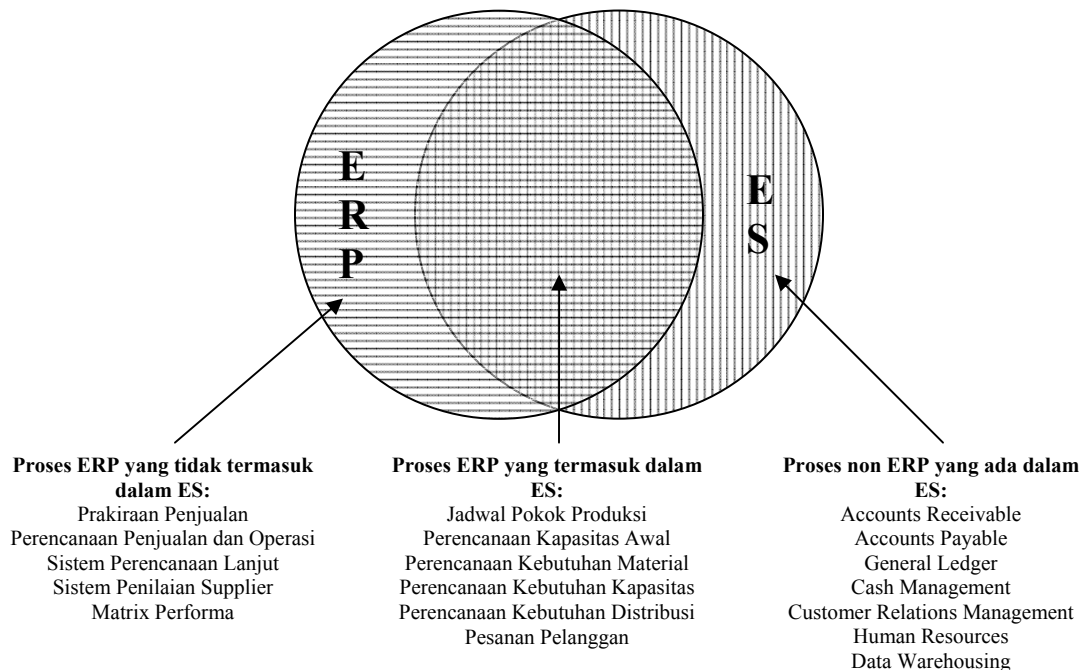 E
R
P
E
S
Proses ERP yang tidak termasuk
dalam ES:
Prakiraan Penjualan
Perencanaan Penjualan dan Operasi
Sistem Perencanaan Lanjut
Sistem Penilaian Supplier
Matrix Performa
Proses ERP yang termasuk dalam
ES:
Jadwal Pokok Produksi
Perencanaan Kapasitas Awal
Perencanaan Kebutuhan Material
Perencanaan Kebutuhan Kapasitas
Perencanaan Kebutuhan Distribusi
Pesanan Pelanggan
Proses non ERP yang ada dalam
ES:
Accounts Receivable
Accounts Payable
General Ledger
Cash Management
Customer Relations Management
Human Resources
Data Warehousing